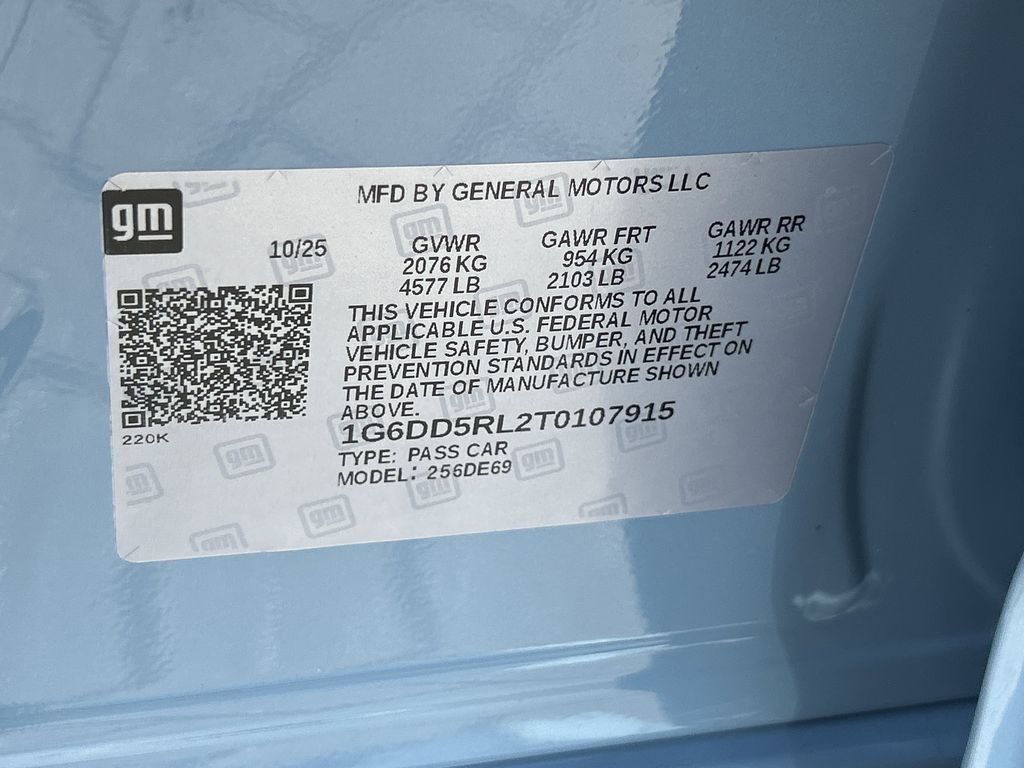 gm
MFD BY GENERAL MOTORS LLC
10/25
GVWR
2076 KG
4577 LB
GAWR FRT
954 KG
2103 LB
GAWR RR
1122 KG
2474 LB
THIS VEHICLE CONFORMS TO ALL
APPLICABLE U.S. FEDERAL MOTOR
VEHICLE SAFETY, BUMPER, AND THEFT
PREVENTION STANDARDS IN EFFECT ON
THE DATE OF MANUFACTURE SHOWN
ABOVE.
1G6DD5RL2T0107915
TYPE: PASS CAR
MODEL: 256DE69
220K